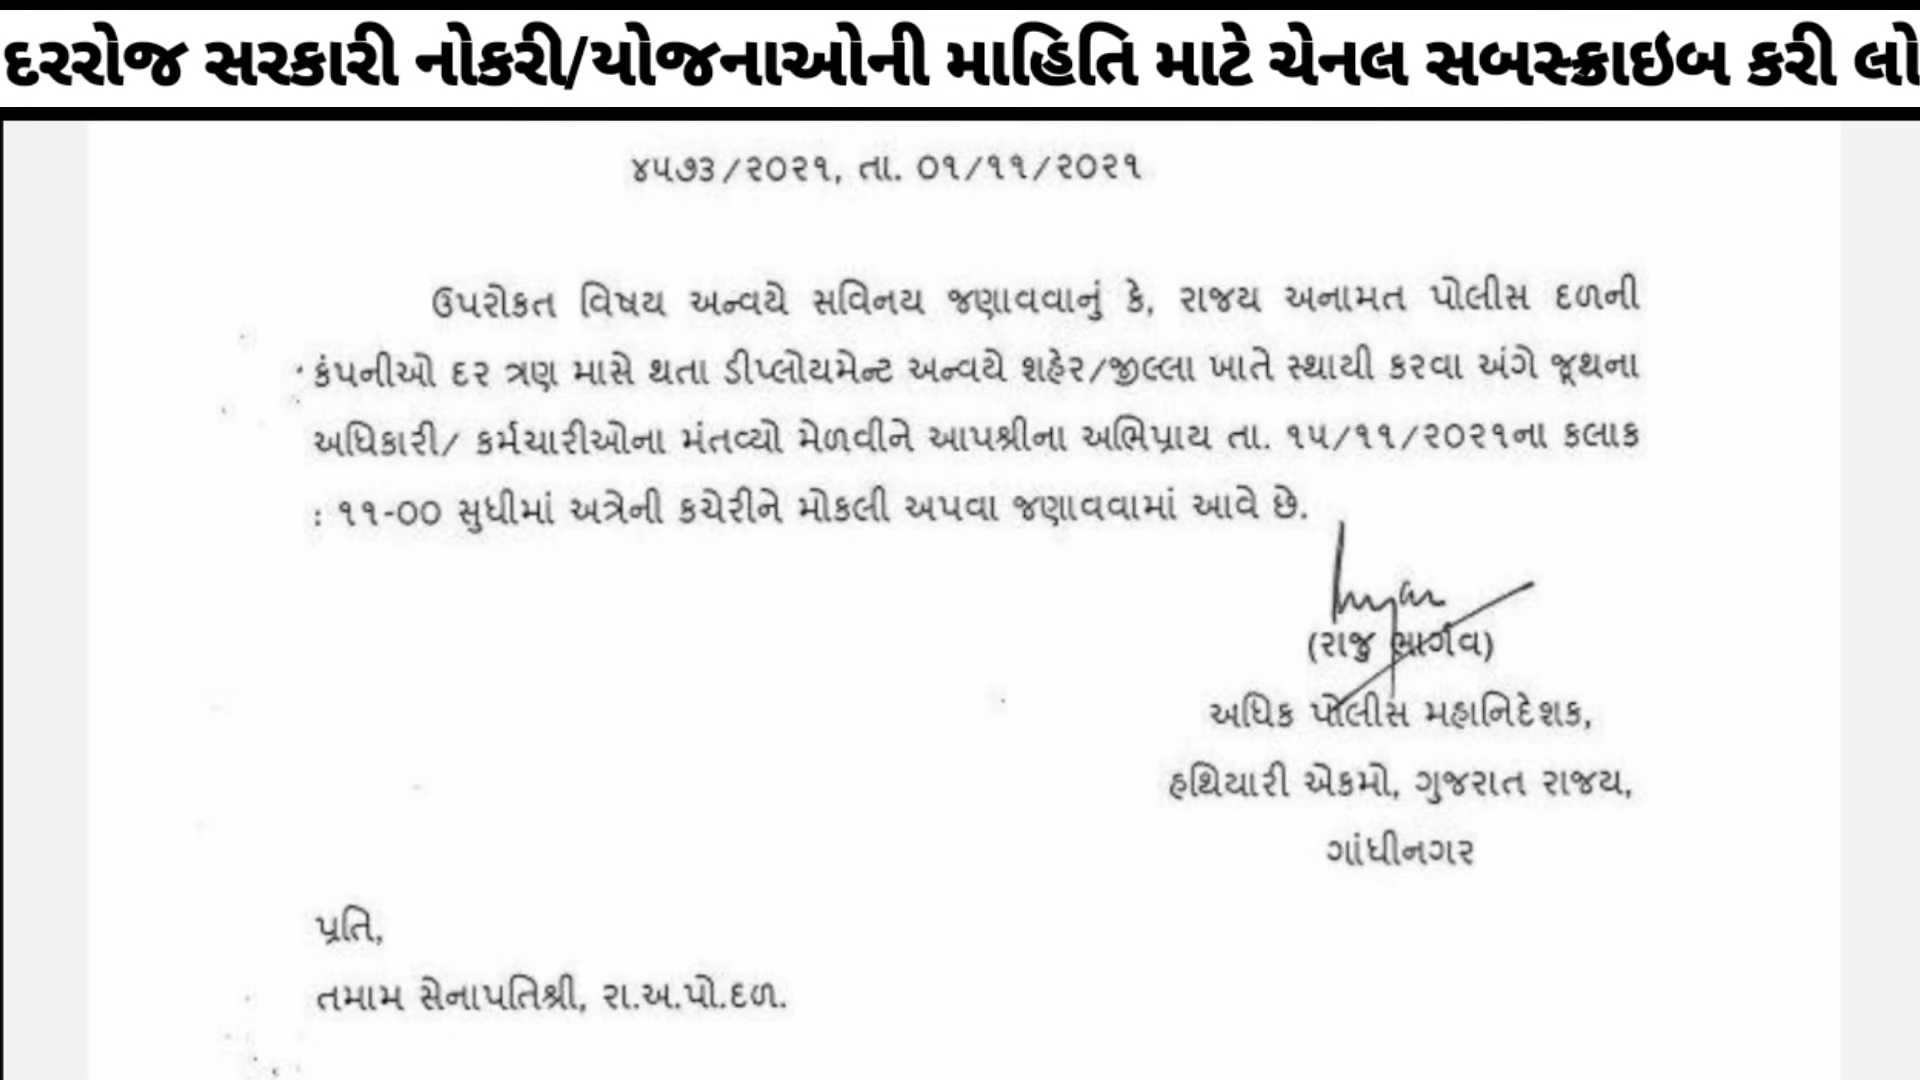 દરરોજ સરકારી નોકરી/યોજનાઓની માહિતિ માટે ચેનલ સબસ્ક્રાઇબ કરી લો
૪૫૭૩/૨૦૨૧, તા. ૦૧/૧૧/૨૦૨૧
ઉપરોકત વિષય અન્વયે સવિનય જણાવવાનું કે, રાજય અનામત પોલીસ દળની
કંપનીઓ દર ત્રણ માસે થતા ડીપ્લોયમેન્ટ અન્વયે શહેર/જીલ્લા ખાતે સ્થાયી કરવા અંગે જૂથના
અધિકારી/ કર્મચારીઓના મંતવ્યો મેળવીને આપશ્રીના અભિપ્રાય તા. ૧૫/૧૧/૨૦૨૧ના કલાક
: ૧૧-૦૦ સુધીમાં અત્રેની કચેરીને મોકલી અપવા જણાવવામાં આવે છે.
(રાજુ ભાર્ગવ)
અધિક પોલીસ મહાનિદેશક,
હથિયારી એકમો, ગુજરાત રાજય,
ગાંધીનગર
પ્રતિ,
તમામ સેનાપતિશ્રી, રા.અ.પો.દળ.